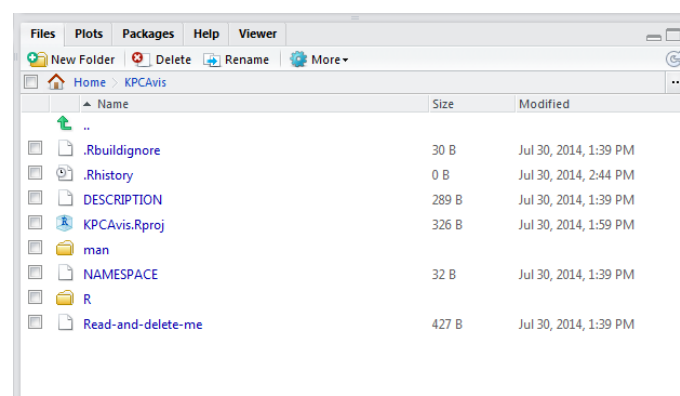 Files Plots Packages Help Viewer
New Folder Delete Rename More
Home KPCAvis ..
Name Size Modified
..
.Rbuildignore 30 B Jul 30, 2014, 1:39 PM
.Rhistory 0 B Jul 30, 2014, 2:44 PM
DESCRIPTION 289 B Jul 30, 2014, 1:39 PM
KPCAvis.Rproj 326 B Jul 30, 2014, 1:59 PM
man
NAMESPACE 32 B Jul 30, 2014, 1:39 PM
R
Read-and-delete-me 427 B Jul 30, 2014, 1:39 PM